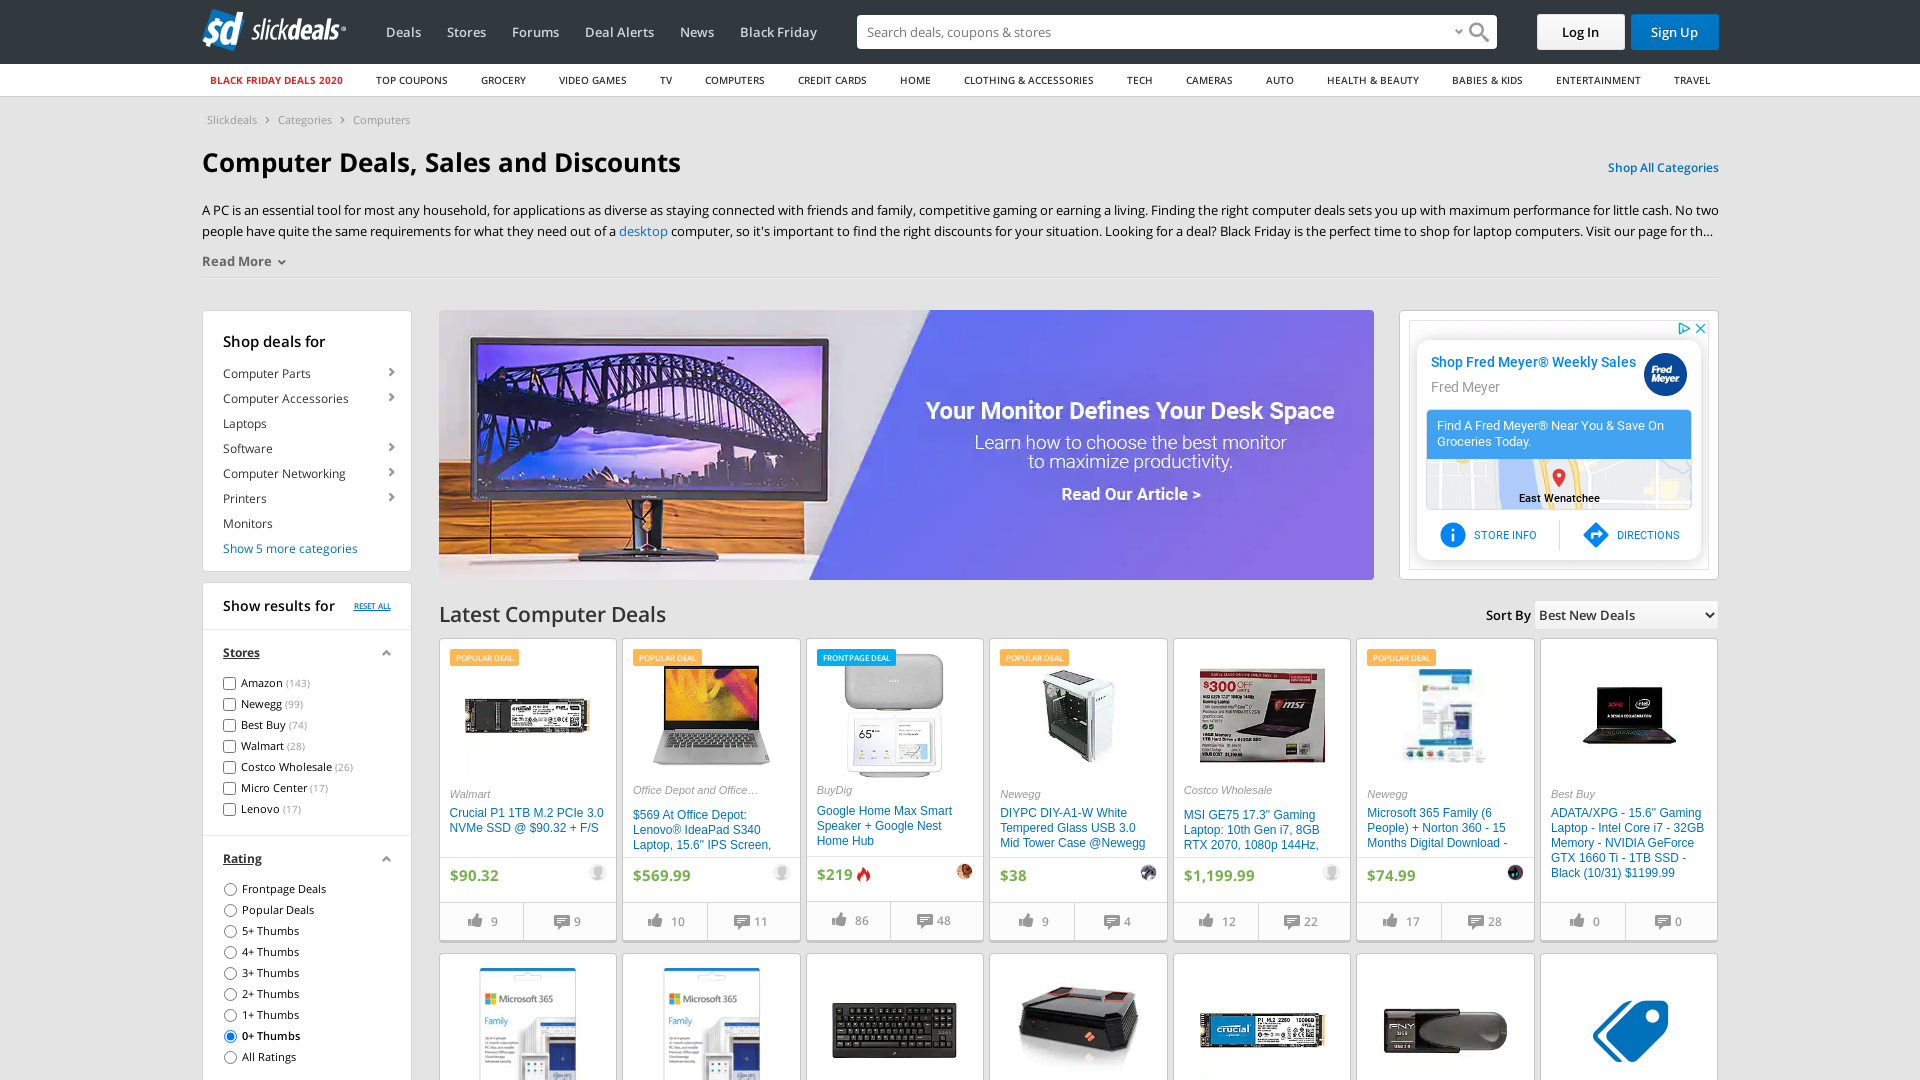 slickdeals
Deals
Stores
Forums
Deal Alerts
News
Black Friday
Search deals, coupons & stores
Log In
Sign Up
BLACK FRIDAY DEALS 2020
TOP COUPONS
GROCERY
VIDEO GAMES
TV
COMPUTERS
CREDIT CARDS
HOME
CLOTHING & ACCESSORIES
TECH
CAMERAS
AUTO
HEALTH & BEAUTY
BABIES & KIDS
ENTERTAINMENT
TRAVEL
Slickdeals > Categories > Computers
Computer Deals, Sales and Discounts
Shop All Categories
A PC is an essential tool for most any household, for applications as diverse as staying connected with friends and family, competitive gaming or earning a living. Finding the right computer deals sets you up with maximum performance for little cash. No two
people have quite the same requirements for what they need out of a desktop computer, so it's important to find the right discounts for your situation. Looking for a deal? Black Friday is the perfect time to shop for laptop computers. Visit our page for th...
Read More
Shop deals for
Computer Parts
Computer Accessories
Laptops
Software
Computer Networking
Printers
Monitors
Show 5 more categories
Your Monitor Defines Your Desk Space
Learn how to choose the best monitor
to maximize productivity.
Read Our Article >
Shop Fred Meyer® Weekly Sales
Fred Meyer
Fred
Meyer
Find A Fred Meyer® Near You & Save On
Groceries Today.
East Wenatchee
STORE INFO
DIRECTIONS
Show results for
RESET ALL
Stores
Amazon (143)
Newegg (99)
Best Buy (74)
Walmart (28)
Costco Wholesale (26)
Micro Center (17)
Lenovo (17)
Rating
Frontpage Deals
Popular Deals
5+ Thumbs
4+ Thumbs
3+ Thumbs
2+ Thumbs
1+ Thumbs
0+ Thumbs
All Ratings
Latest Computer Deals
Sort By
Best New Deals
POPULAR DEAL
Walmart
Crucial P1 1TB M.2 PCIe 3.0
NVMe SSD @ $90.32 + F/S
$90.32
9
9
POPULAR DEAL
Office Depot and Office...
$569 At Office Depot:
Lenovo® IdeaPad S340
Laptop, 15.6" IPS Screen,
$569.99
10
11
FRONTPAGE DEAL
65°
BuyDig
Google Home Max Smart
Speaker + Google Nest
Home Hub
$219
86
48
POPULAR DEAL
Newegg
DIYPC DIY-A1-W White
Tempered Glass USB 3.0
Mid Tower Case @Newegg
$38
9
4
$300 OFF
msi
Costco Wholesale
MSI GE75 17.3" Gaming
Laptop: 10th Gen i7, 8GB
RTX 2070, 1080p 144Hz,
$1,199.99
12
22
POPULAR DEAL
Newegg
Microsoft 365 Family (6
People) + Norton 360 - 15
Months Digital Download -
$74.99
17
28
XPG
intel
A DESIGN COLLABORATION
Best Buy
ADATA/XPG - 15.6" Gaming
Laptop - Intel Core i7 - 32GB
Memory - NVIDIA GeForce
GTX 1660 Ti - 1TB SSD -
Black (10/31) $1199.99
0
0
Microsoft 365
Family
Microsoft 365
Family
crucial
PNY